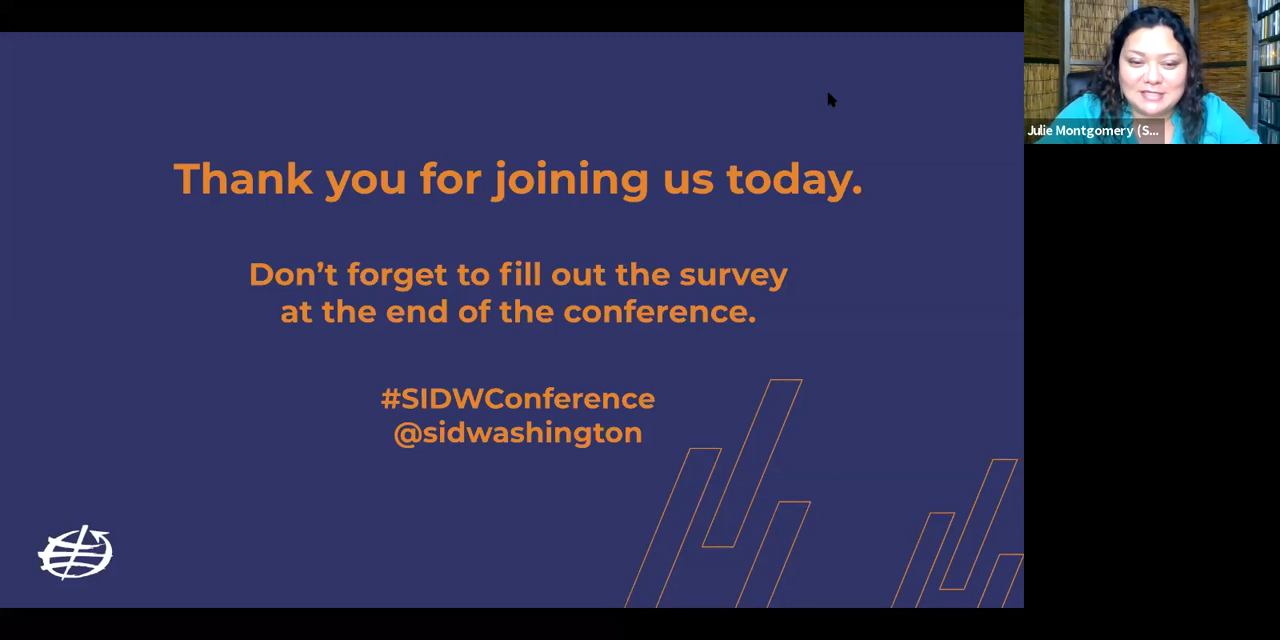 Thank you for joining us today.
Don’t forget to fill out the survey
at the end of the conference.
#SIDWConference
@sidwashington
Julie Montgomery (S...